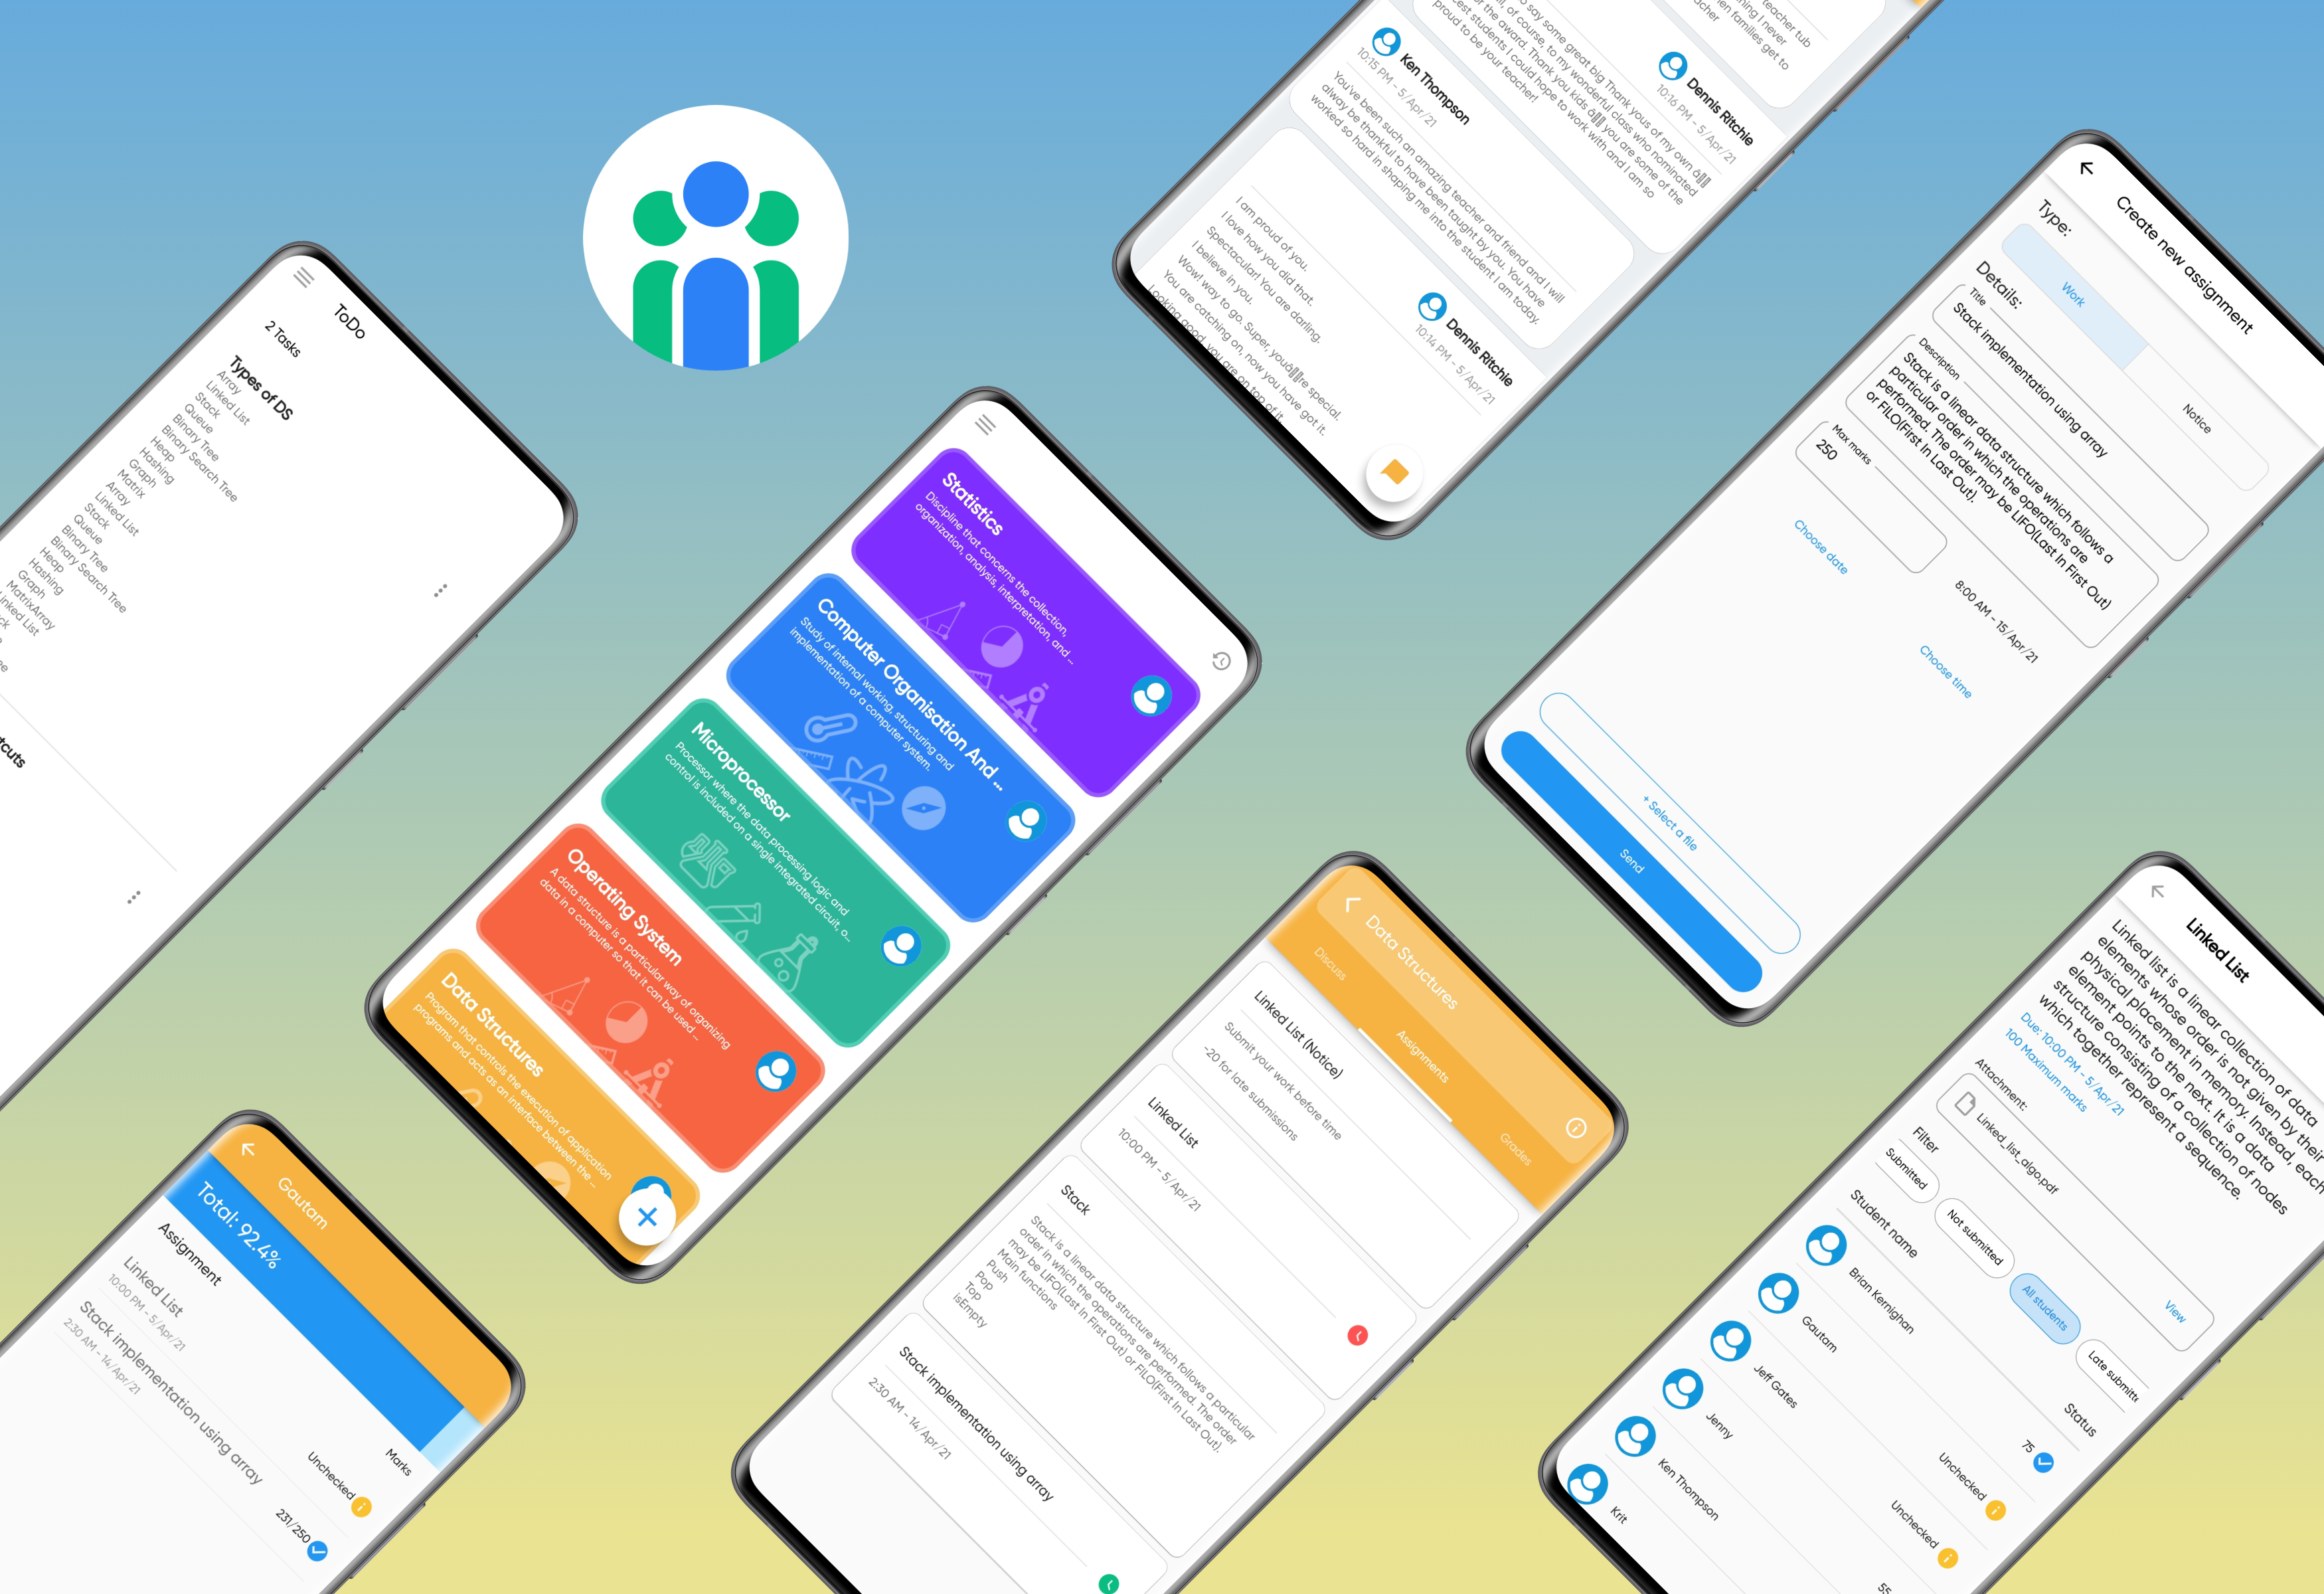 ToDo
2 Tasks
Types of DS
Array
Linked List
Stack
Queue
Binary Tree
Binary Search Tree
Heap
Hashing
Graph
Matrix
Array
Linked List
Stack
Queue
Binary Tree
Binary Search Tree
Heap
Hashing
Graph
MatrixArray
Linked List
Statistics
Discipline that concerns the collection,
organization, analysis, interpretation, and ...
Computer Organisation And ...
Study of internal working, structuring and
implementation of a computer system.
Microprocessor
Processor where the data processing logic and
control is included on a single integrated circuit, o...
Operating System
A data structure is a particular way of organizing
data in a computer so that it can be used ...
Data Structures
Program that controls the execution of application
programs and acts as an interface between the ...
teacher tub
ning I never
en families get to
Dennis Ritchie
10:16 PM - 5/Apr/21
say some great big Thank yous of my own â
of course, to my wonderful class who nominated
for the award. Thank you kids â you are some of the
est students I could hope to work with and I am so
proud to be your teacher!
Ken Thompson
10:15 PM - 5/Apr/21
You've been such an amazing teacher and friend and I will
alway be thankful to have been taught by you. You have
worked so hard in shaping me into the student I am today.
Dennis Ritchie
10:14 PM - 5/Apr/21
I am proud of you.
I love how you did that.
Spectacular! You are darling.
I believe in you.
Wow! way to go. Super, youâre special.
You are catching on, now you have got it.
Looking good, you are on top of it.
Create new assignment
Type:
Work
Notice
Details:
Title
Stack implementation using array
Description
Stack is a linear data structure which follows a
particular order in which the operations are
performed. The order may be LIFO(Last In First Out)
or FILO(First In Last Out).
Max marks
250
8:00 AM - 15/Apr/21
Choose date
Choose time
+ Select a file
Send
Gautam
Total: 92.4%
Assignment
Marks
Linked List
10:00 PM - 5/Apr/21
Unchecked
Stack implementation using array
2:30 AM - 14/Apr/21
231/250
Data Structures
Discuss
Assignments
Grades
Linked List (Notice)
Submit your work before time
-20 for late submissions
Linked List
10:00 PM - 5/Apr/21
Stack
Stack is a linear data structure which follows a particular
order in which the operations are performed. The order
may be LIFO(Last In First Out) or FILO(First In Last Out).
Main functions
Push
Pop
Top
isEmpty
Stack implementation using array
2:30 AM - 14/Apr/21
Linked List
Linked list is a linear collection of data
elements whose order is not given by their
physical placement in memory. Instead, each
element points to the next. It is a data
structure consisting of a collection of nodes
which together represent a sequence.
Due: 10:00 PM - 5/Apr/21
100 Maximum marks
Attachment:
Linked_list_algo.pdf
View
Filter
Submitted
Not submitted
All students
Late submitte
Student name
Status
Brian Kernighan
75
Gautam
Unchecked
Jeff Gates
Unchecked
Jenny
55
Ken Thompson
Krit